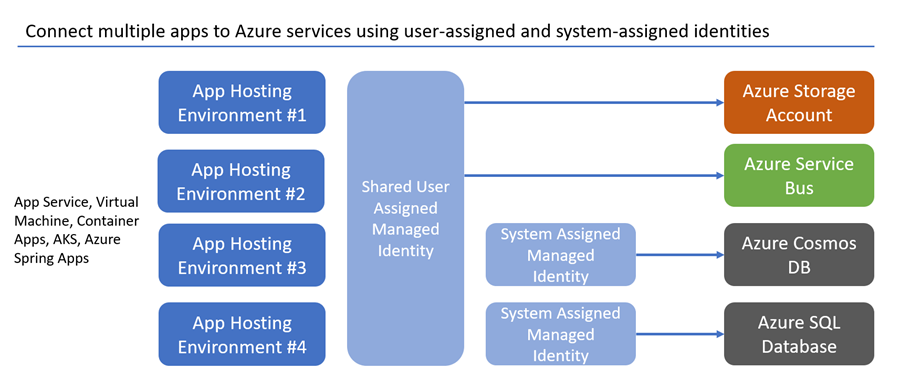 Connect multiple apps to Azure services using user-assigned and system-assigned identities
App Service, Virtual
Machine, Container
Apps, AKS, Azure
Spring Apps
App Hosting
Environment #1
App Hosting
Environment #2
App Hosting
Environment #3
App Hosting
Environment #4
Shared User
Assigned
Managed
Identity
System Assigned
Managed
Identity
System Assigned
Managed
Identity
Azure Storage
Account
Azure Service
Bus
Azure Cosmos
DB
Azure SQL
Database